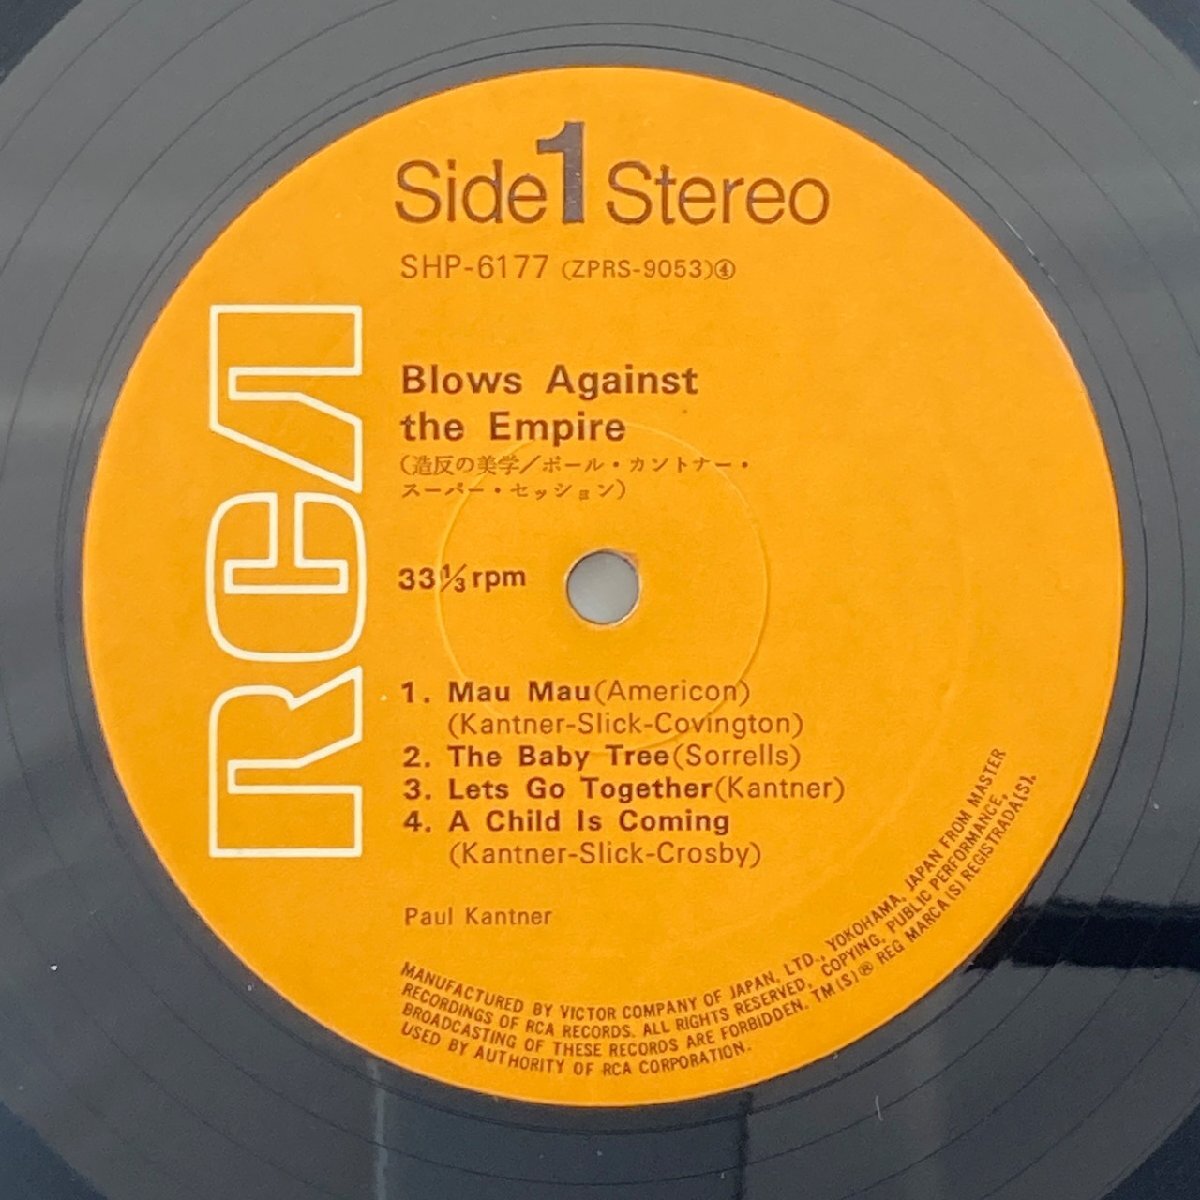 Side 1 Stereo
SHP-6177 (ZPRS-9053)④
RCA
Blows Against
the Empire
(造反の美学/ポール・カントナー・
スーパー・セッション)
33⅓rpm
1. Mau Mau(Americon)
(Kantner-Slick-Covington)
2. The Baby Tree(Sorrells)
3. Lets Go Together(Kantner)
4. A Child Is Coming
(Kantner-Slick-Crosby)
Paul Kantner
MANUFACTURED BY VICTOR COMPANY OF JAPAN, LTD., YOKOHAMA, JAPAN FROM MASTER
RECORDINGS OF RCA RECORDS. ALL RIGHTS RESERVED, COPYING, PUBLIC PERFORMANCE,
BROADCASTING OF THESE RECORDS ARE FORBIDDEN. TM(S)® REG MARCA(S) REGISTRADA(S).
USED BY AUTHORITY OF RCA CORPORATION.